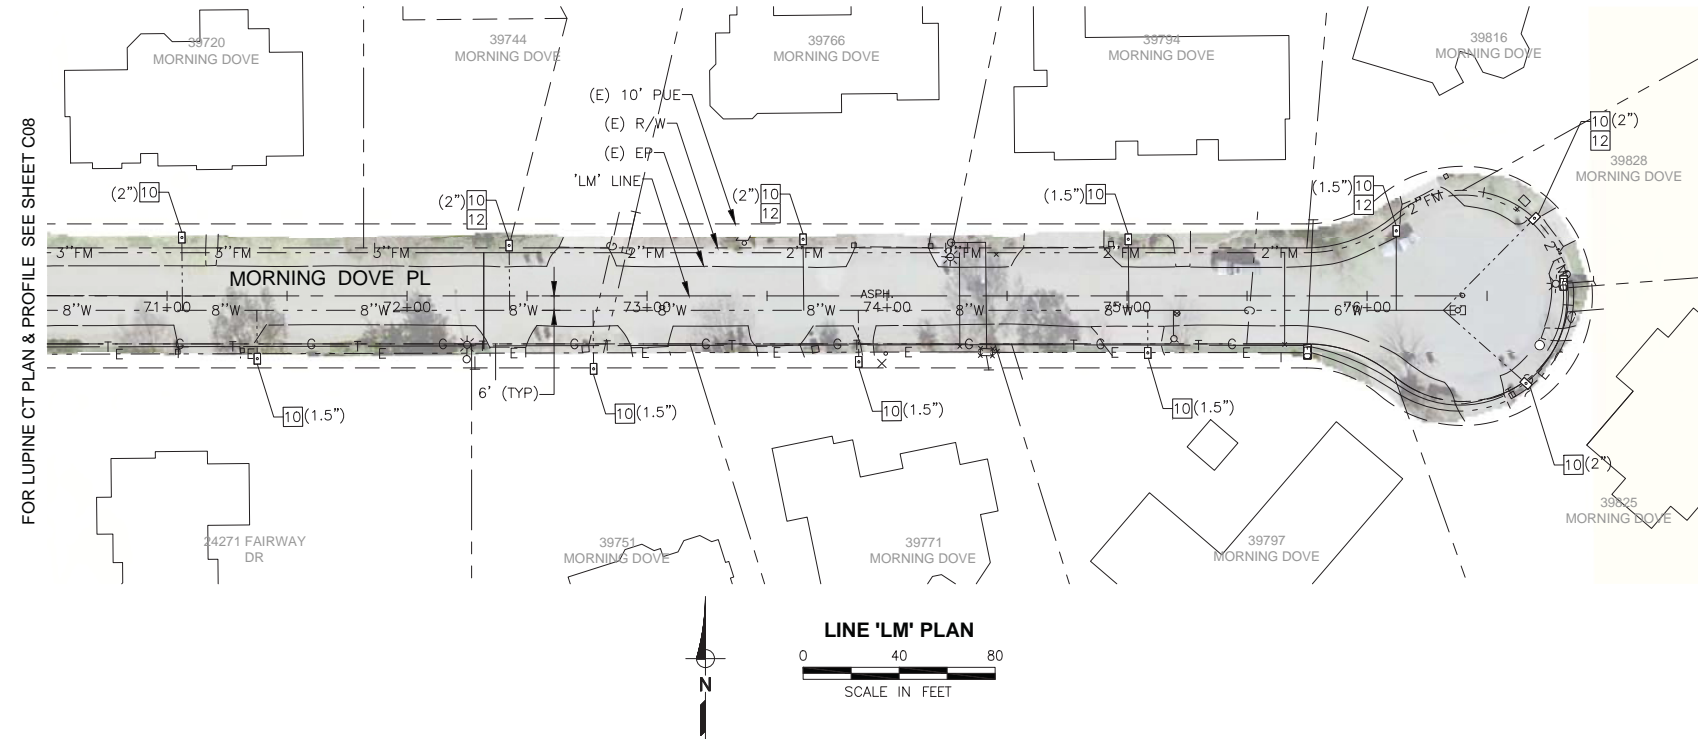 FOR LUPINE CT PLAN & PROFILE SEE SHEET C08
39720
MORNING DOVE
39744
MORNING DOVE
39766
MORNING DOVE
39794
MORNING DOVE
39816
MORNING DOVE
39828
MORNING DOVE
(E) 10' PUE
(E) R/W
(E) EP
'LM' LINE
(2") 10
(2") 10
12
(2") 10
12
(1.5") 10
(1.5") 10
12
10 (2")
12
3"FM 3"FM 3"FM 2"FM 2"FM 2"FM 2"FM 2"FM 2"FM
MORNING DOVE PL
ASPH.
8"W 71+00 8"W 8"W 72+00 8"W 8"W 73+00 8"W 8"W 74+00 8"W 8"W 75+00 6"W 76+00
T E G T E G T E G T E G T E G T E G T G E
6' (TYP)
10 (1.5")
10 (1.5")
10 (1.5")
10 (1.5")
10 (2")
24271 FAIRWAY
DR
39751
MORNING DOVE
39771
MORNING DOVE
39797
MORNING DOVE
39825
MORNING DOVE
N
LINE 'LM' PLAN
0 40 80
SCALE IN FEET